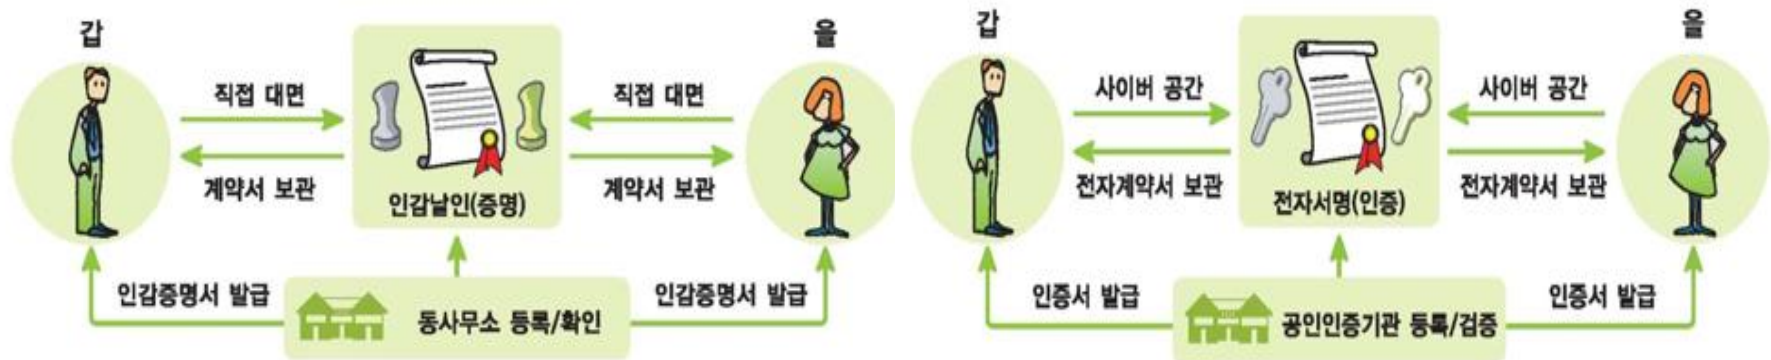 갑
을
직접 대면
직접 대면
계약서 보관
계약서 보관
인감날인(증명)
인감증명서 발급
인감증명서 발급
동사무소 등록/확인
갑
을
사이버 공간
사이버 공간
전자계약서 보관
전자계약서 보관
전자서명(인증)
인증서 발급
인증서 발급
공인인증기관 등록/검증